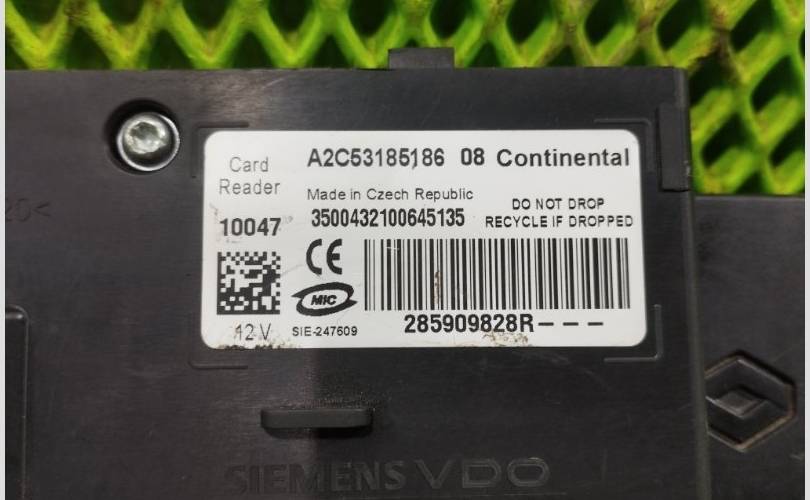 Card Reader
A2C53185186 08 Continental
Made in Czech Republic
10047
3500432100645135
DO NOT DROP
RECYCLE IF DROPPED
CE
MIC
12V
SIE-247609
285909828R---
SIEMENS VDO